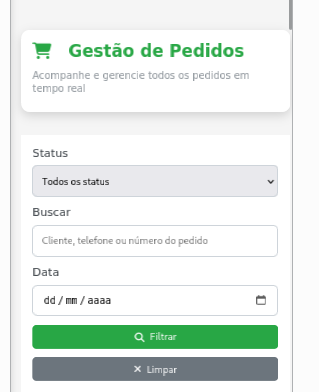 Gestão de Pedidos
Acompanhe e gerencie todos os pedidos em
tempo real
Status
Todos os status
Buscar
Cliente, telefone ou número do pedido
Data
dd/mm/aaaa
Filtrar
Limpar